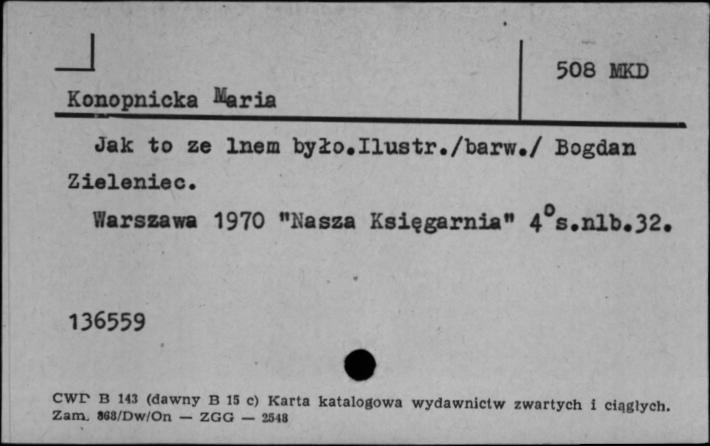 508 MKD
Konopnicka Maria
Jak to ze lnem było.Ilustr./barw./ Bogdan
Zieleniec.
Warszawa 1970 "Nasza Księgarnia" 4°s.nlb.32.
136559
CWD B 143 (dawny B 15 c) Karta katalogowa wydawnictw zwartych i ciągłych.
Zam. 868/Dw/On — ZGG — 2548